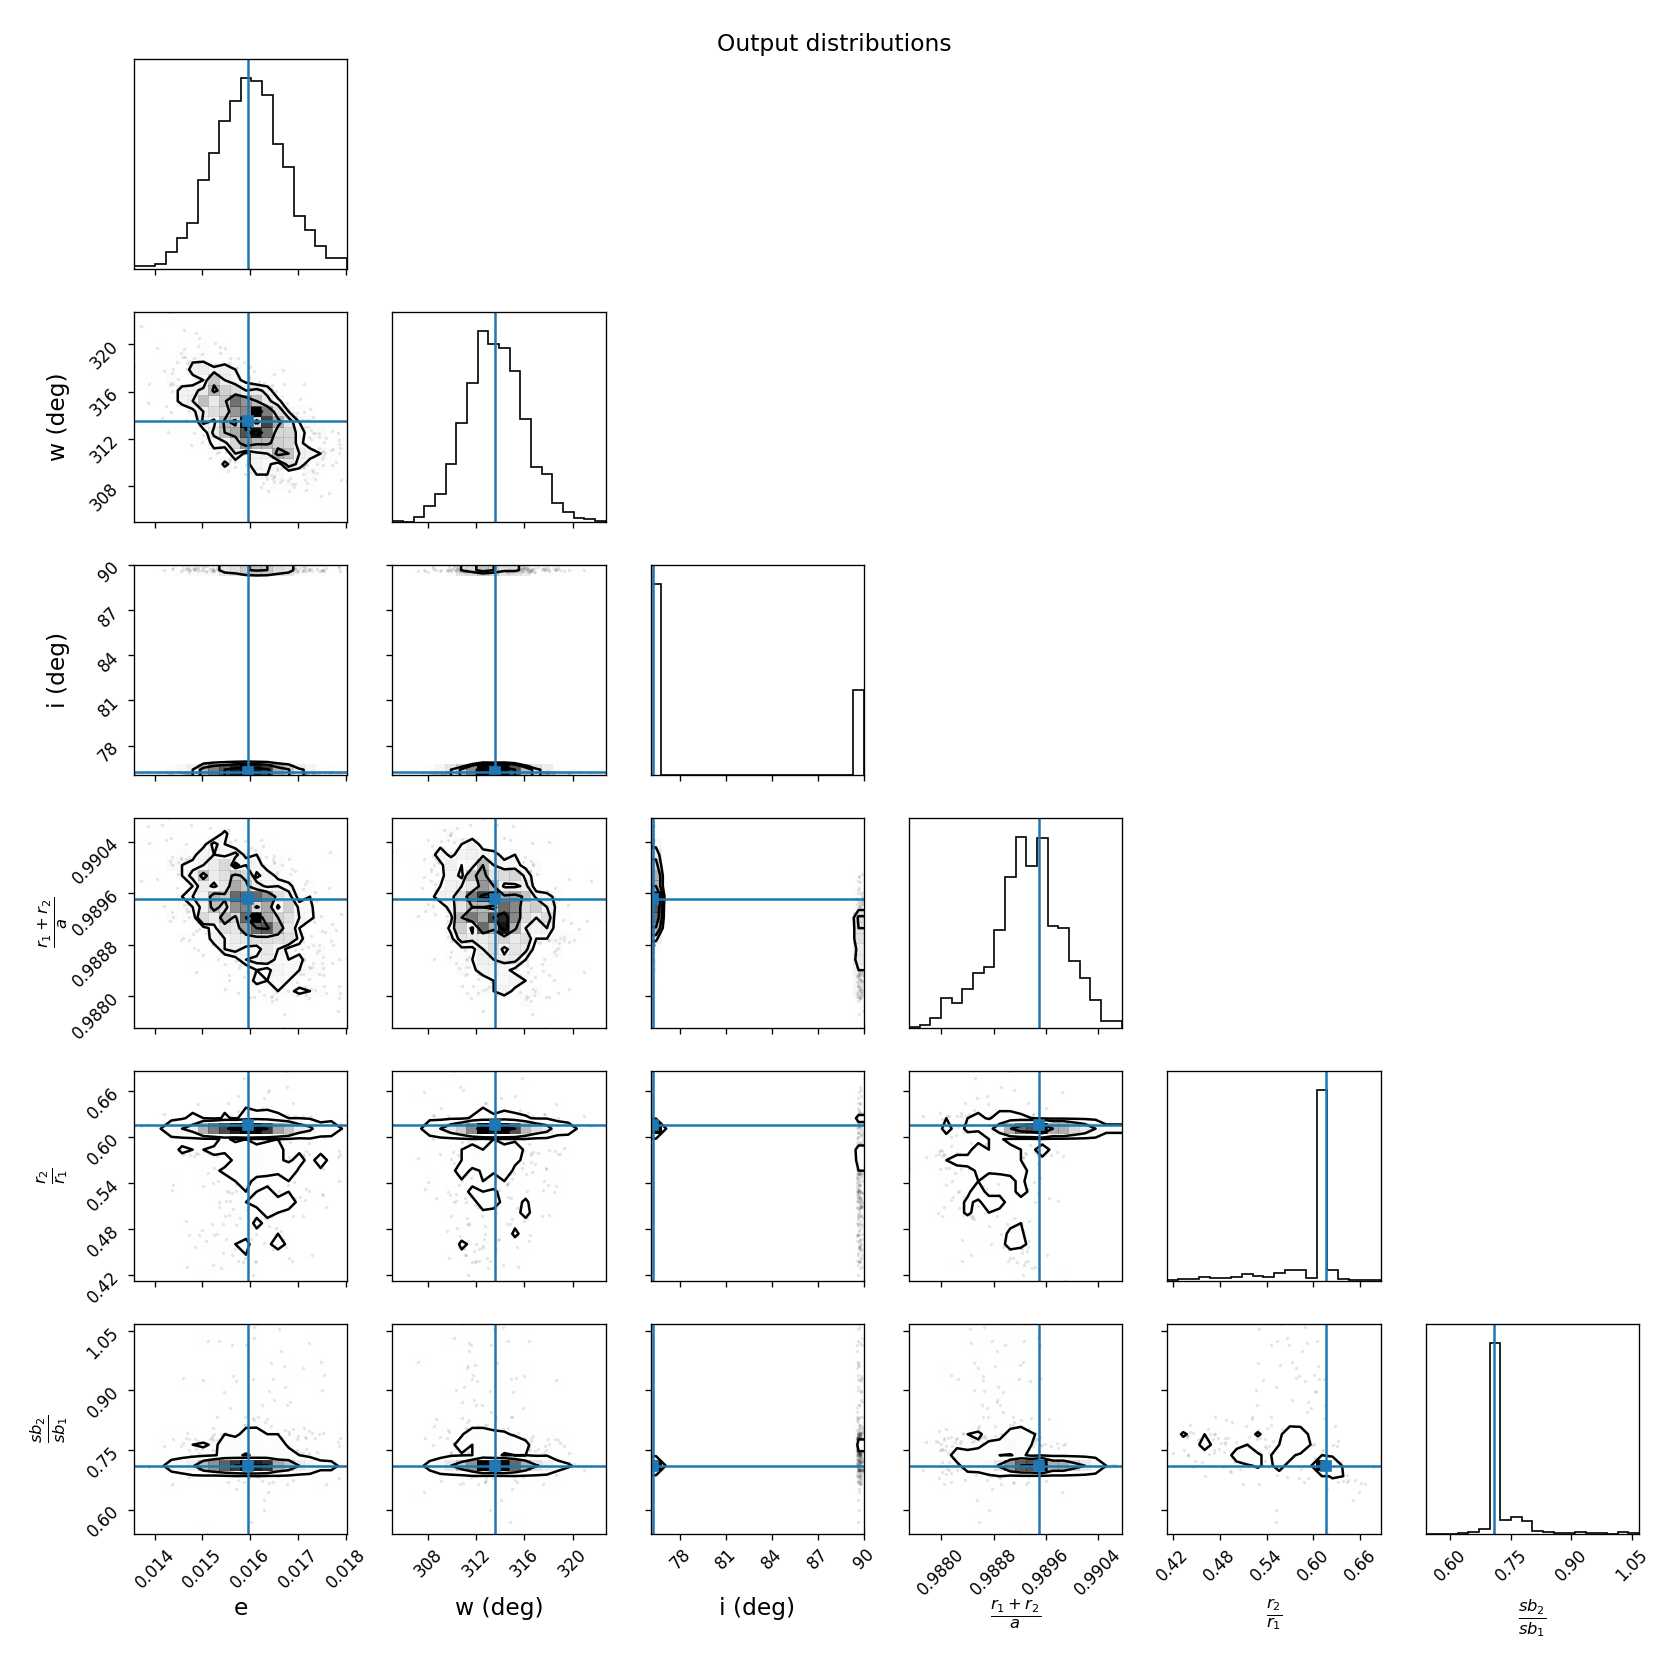 Output distributions
w (deg)
320
316
312
308
i (deg)
90
87
84
81
78
r₁ + r₂ / a
0.9904
0.9896
0.9888
0.9880
r₂ / r₁
0.66
0.60
0.54
0.48
0.42
sb₂ / sb₁
1.05
0.90
0.75
0.60
0.014 0.015 0.016 0.017 0.018
308 312 316 320
78 81 84 87 90
0.9880 0.9888 0.9896 0.9904
0.42 0.48 0.54 0.60 0.66
0.60 0.75 0.90 1.05
e
w (deg)
i (deg)
r₁ + r₂ / a
r₂ / r₁
sb₂ / sb₁